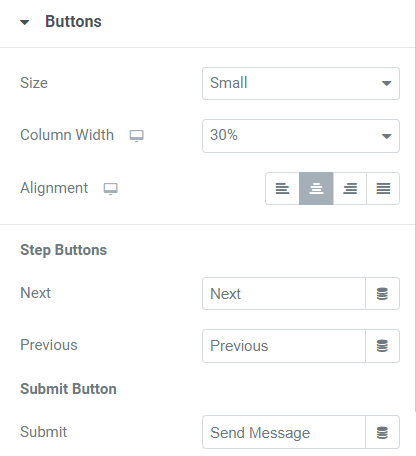 Buttons
Size Small
Column Width 30%
Alignment
Step Buttons
Next Next
Previous Previous
Submit Button
Submit Send Message